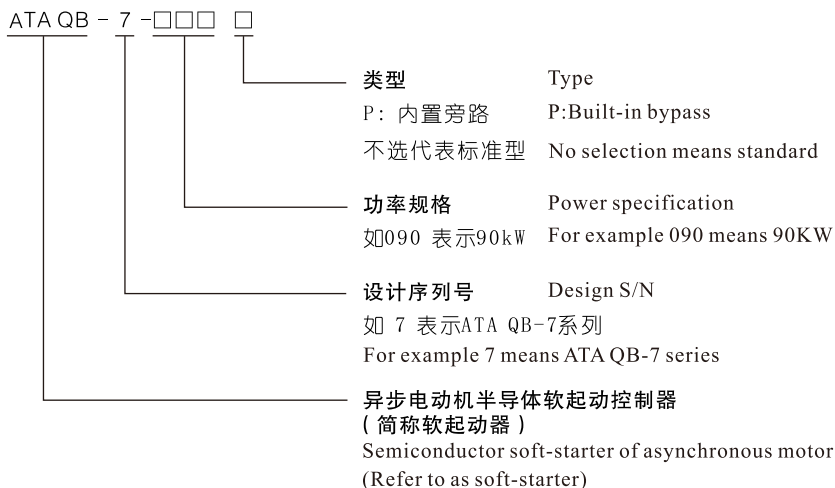 ATA QB - 7 - □□□ □
类型 Type
P: 内置旁路 P:Built-in bypass
不选代表标准型 No selection means standard
功率规格 Power specification
如090 表示90kW For example 090 means 90KW
设计序列号 Design S/N
如 7 表示ATA QB-7系列
For example 7 means ATA QB-7 series
异步电动机半导体软起动控制器
(简称软起动器)
Semiconductor soft-starter of asynchronous motor
(Refer to as soft-starter)